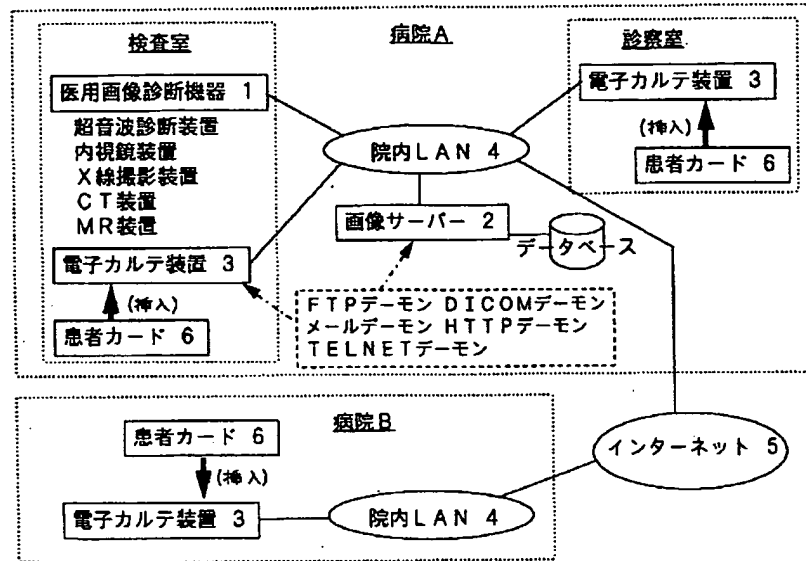 検査室
病院A
診察室
医用画像診断機器 1
超音波診断装置
内視鏡装置
X線撮影装置
CT装置
MR装置
電子カルテ装置 3
(挿入)
患者カード 6
院内LAN 4
画像サーバー 2
データベース
電子カルテ装置 3
(挿入)
患者カード 6
FTPデーモン DICOMデーモン
メールデーモン HTTPデーモン
TELNETデーモン
病院B
患者カード 6
(挿入)
電子カルテ装置 3
院内LAN 4
インターネット 5